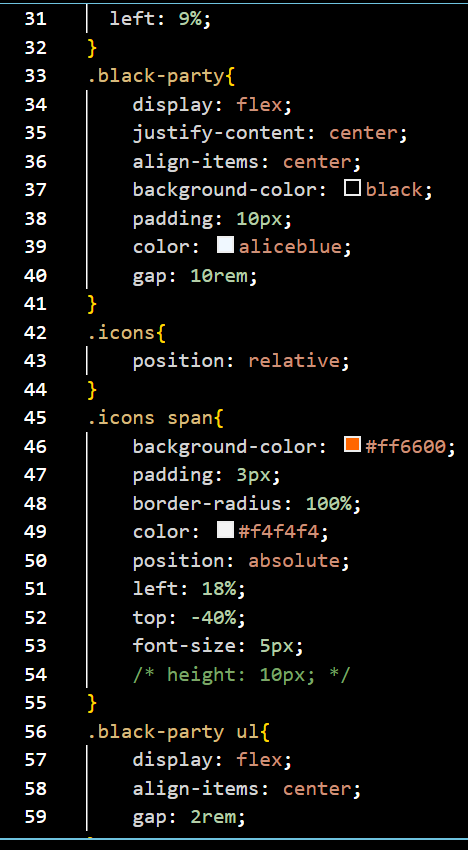 31 left: 9%;
32 }
33 .black-party{
34 display: flex;
35 justify-content: center;
36 align-items: center;
37 background-color: black;
38 padding: 10px;
39 color: aliceblue;
40 gap: 10rem;
41 }
42 .icons{
43 position: relative;
44 }
45 .icons span{
46 background-color: #ff6600;
47 padding: 3px;
48 border-radius: 100%;
49 color: #f4f4f4;
50 position: absolute;
51 left: 18%;
52 top: -40%;
53 font-size: 5px;
54 /* height: 10px; */
55 }
56 .black-party ul{
57 display: flex;
58 align-items: center;
59 gap: 2rem;